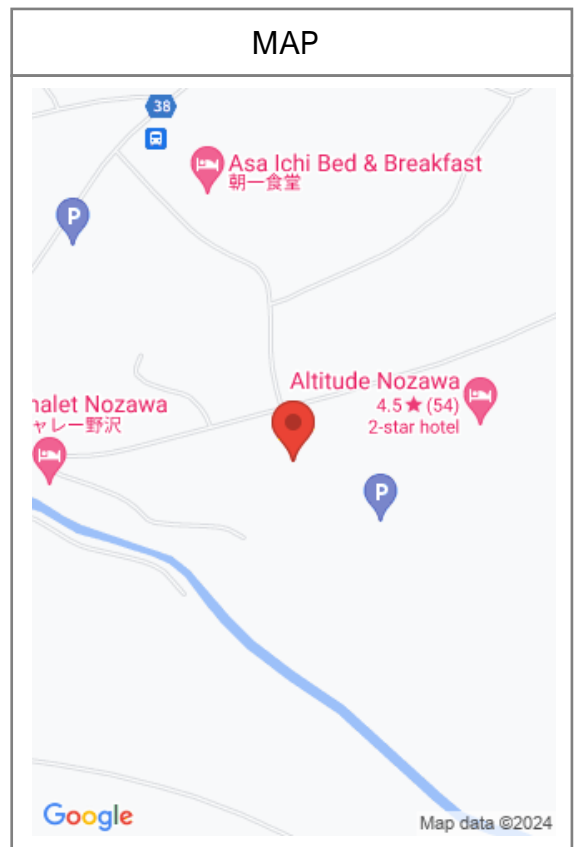 MAP
38
Asa Ichi Bed & Breakfast
朝一食堂
P
Altitude Nozawa
4.5★ (54)
2-star hotel
halet Nozawa
ャレー野沢
P
Google
Map data ©2024